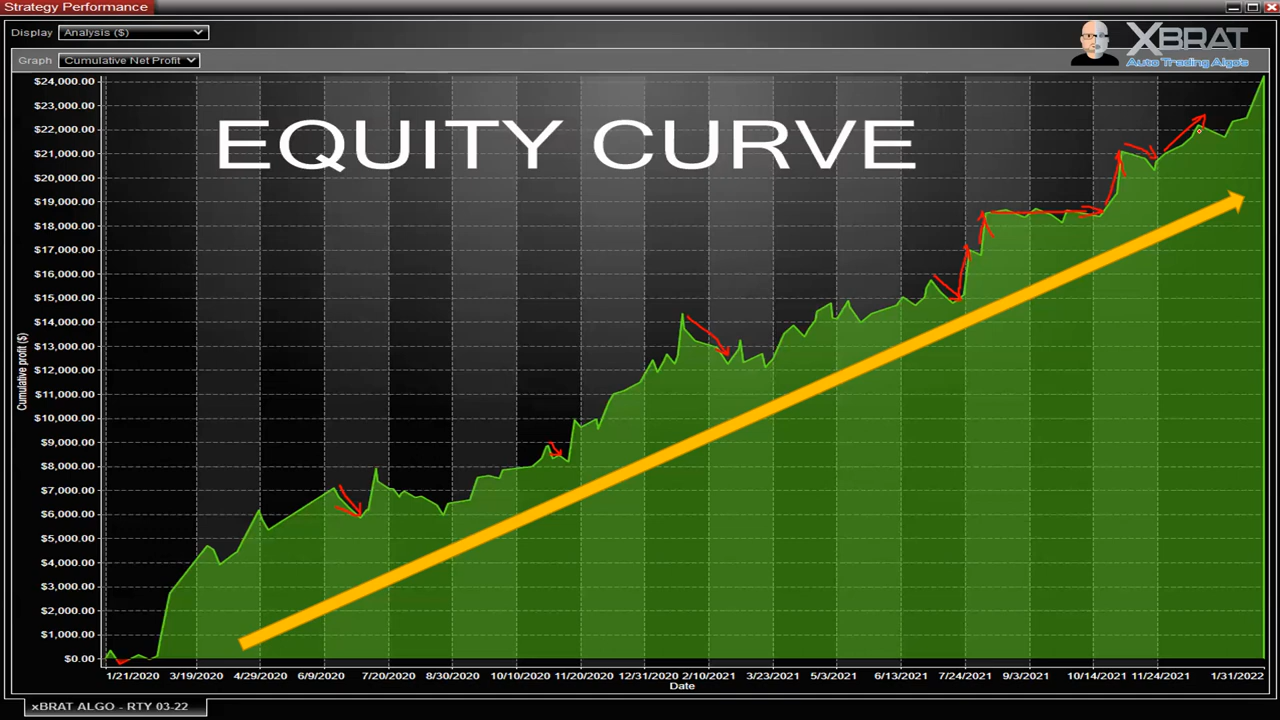 Strategy Performance
Display Analysis ($)
XBRAT
Auto Trading Algo's
Graph Cumulative Net Profit
EQUITY CURVE
$24,000.00
$23,000.00
$22,000.00
$21,000.00
$20,000.00
$19,000.00
$18,000.00
$17,000.00
$16,000.00
$15,000.00
$14,000.00
$13,000.00
$12,000.00
$11,000.00
$10,000.00
$9,000.00
$8,000.00
$7,000.00
$6,000.00
$5,000.00
$4,000.00
$3,000.00
$2,000.00
$1,000.00
$0.00
Cumulative profit ($)
1/21/2020 3/19/2020 4/29/2020 6/9/2020 7/20/2020 8/30/2020 10/10/2020 11/20/2020 12/31/2020 2/10/2021 3/23/2021 5/3/2021 6/13/2021 7/24/2021 9/3/2021 10/14/2021 11/24/2021 1/31/2022
Date
xBRAT ALGO - RTY 03-22